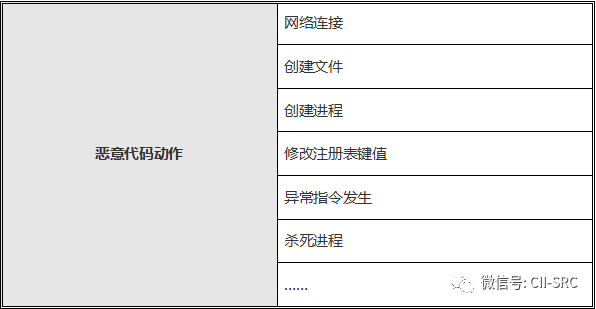 网络连接
创建文件
创建进程
恶意代码动作
修改注册表键值
异常指令发生
杀死进程
......
微信号: CII-SRC